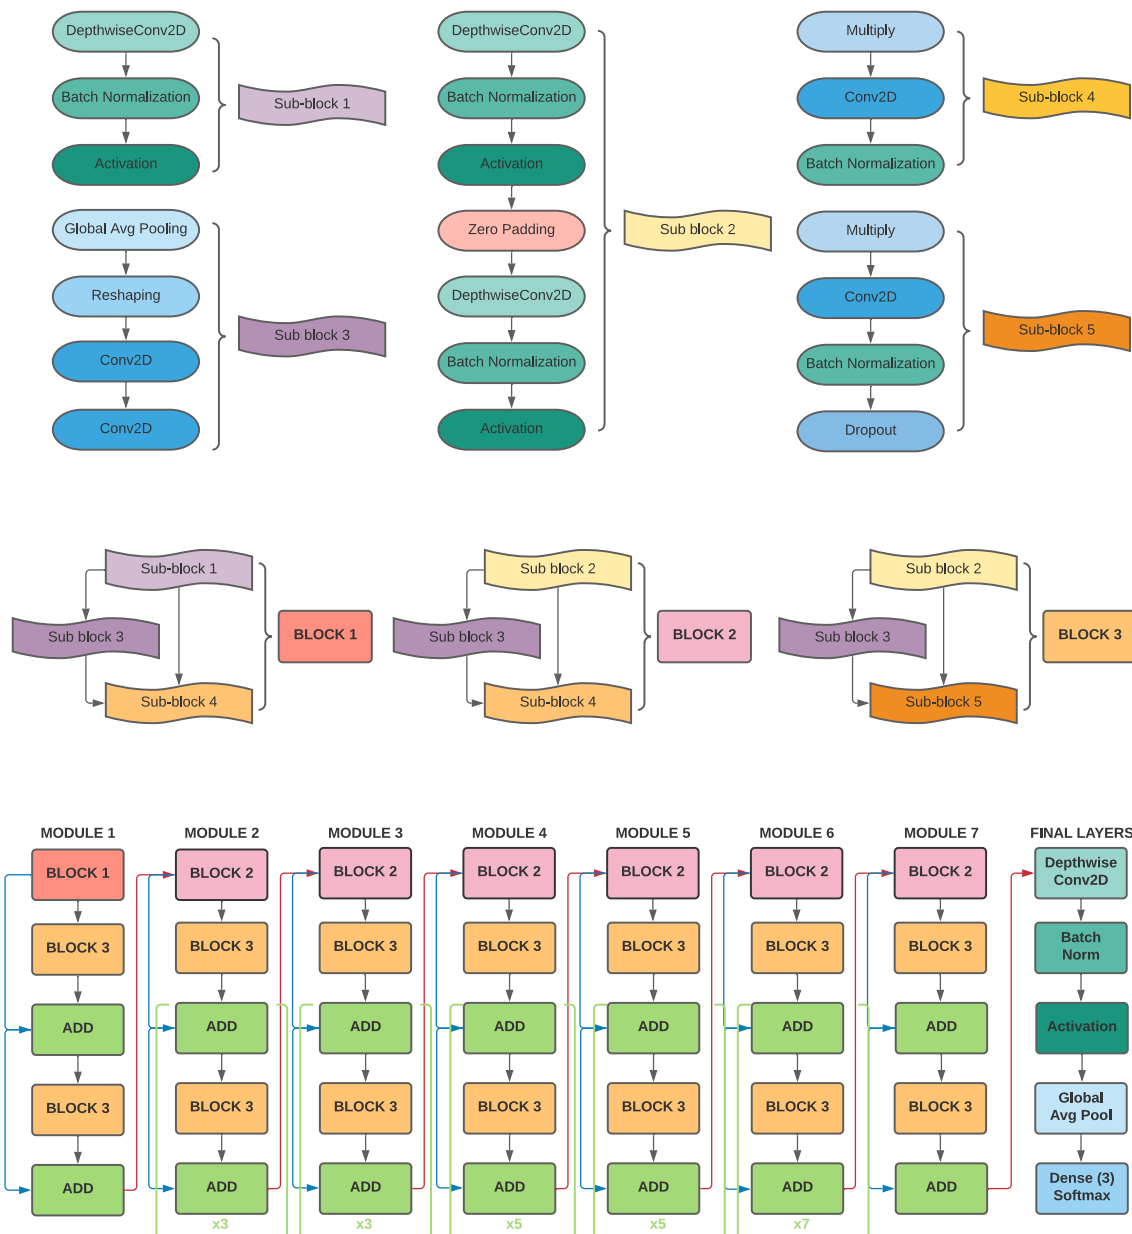 DepthwiseConv2D
Batch Normalization
Activation
Sub-block 1
Global Avg Pooling
Reshaping
Conv2D
Conv2D
Sub block 3
DepthwiseConv2D
Batch Normalization
Activation
Zero Padding
DepthwiseConv2D
Batch Normalization
Activation
Sub block 2
Multiply
Conv2D
Batch Normalization
Sub-block 4
Multiply
Conv2D
Batch Normalization
Dropout
Sub-block 5
Sub-block 1
Sub block 3
Sub-block 4
BLOCK 1
Sub block 2
Sub block 3
Sub-block 4
BLOCK 2
Sub block 2
Sub block 3
Sub-block 5
BLOCK 3
MODULE 1
BLOCK 1
BLOCK 3
ADD
BLOCK 3
ADD
MODULE 2
BLOCK 2
BLOCK 3
ADD
BLOCK 3
ADD
x3
MODULE 3
BLOCK 2
BLOCK 3
ADD
BLOCK 3
ADD
x3
MODULE 4
BLOCK 2
BLOCK 3
ADD
BLOCK 3
ADD
x5
MODULE 5
BLOCK 2
BLOCK 3
ADD
BLOCK 3
ADD
x5
MODULE 6
BLOCK 2
BLOCK 3
ADD
BLOCK 3
ADD
x7
MODULE 7
BLOCK 2
BLOCK 3
ADD
BLOCK 3
ADD
FINAL LAYERS
Depthwise
Conv2D
Batch
Norm
Activation
Global
Avg Pool
Dense (3)
Softmax